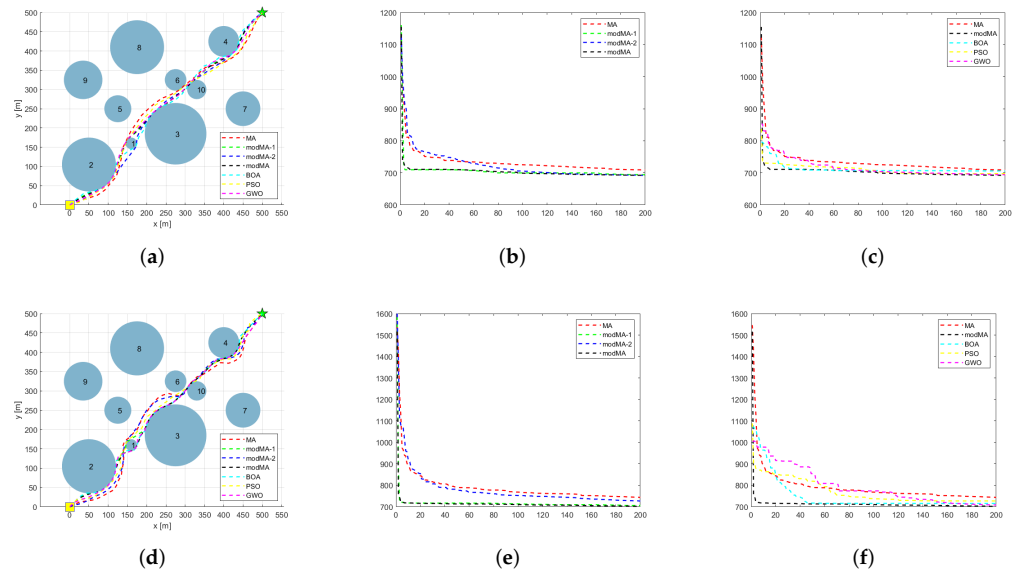 500
450
400
350
300
250
200
150
100
50
0
y [m]
0 50 100 150 200 250 300 350 400 450 500 550
x [m]
8
4
9
6
10
5
7
3
1
2
MA
modMA-1
modMA-2
modMA
BOA
PSO
GWO
(a)
1200
1100
1000
900
800
700
600
0 20 40 60 80 100 120 140 160 180 200
MA
modMA-1
modMA-2
modMA
(b)
1200
1100
1000
900
800
700
600
0 20 40 60 80 100 120 140 160 180 200
MA
modMA
BOA
PSO
GWO
(c)
500
450
400
350
300
250
200
150
100
50
0
y [m]
0 50 100 150 200 250 300 350 400 450 500 550
x [m]
8
4
9
6
10
5
7
3
1
2
MA
modMA-1
modMA-2
modMA
BOA
PSO
GWO
(d)
1600
1500
1400
1300
1200
1100
1000
900
800
700
0 20 40 60 80 100 120 140 160 180 200
MA
modMA-1
modMA-2
modMA
(e)
1600
1500
1400
1300
1200
1100
1000
900
800
700
0 20 40 60 80 100 120 140 160 180 200
MA
modMA
BOA
PSO
GWO
(f)